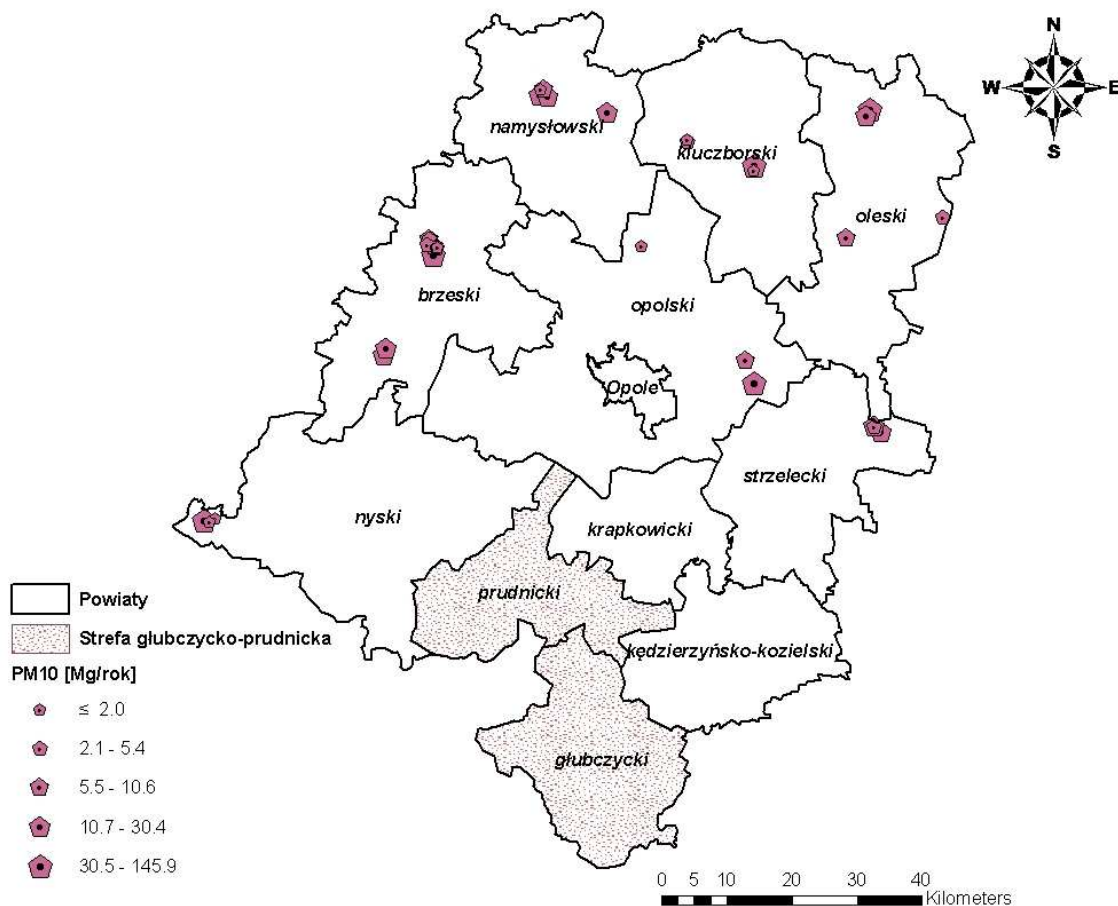 N
W E
S
namysłowski
kluczborski
oleski
brzeski
opolski
Opole
strzelecki
nyski
krapkowicki
prudnicki
kędzierzyńsko-kozielski
głubczycki
Powiaty
Strefa głubczycko-prudnicka
PM10 [Mg/rok]
≤ 2.0
2.1 - 5.4
5.5 - 10.6
10.7 - 30.4
30.5 - 145.9
0 5 10 20 30 40
Kilometers